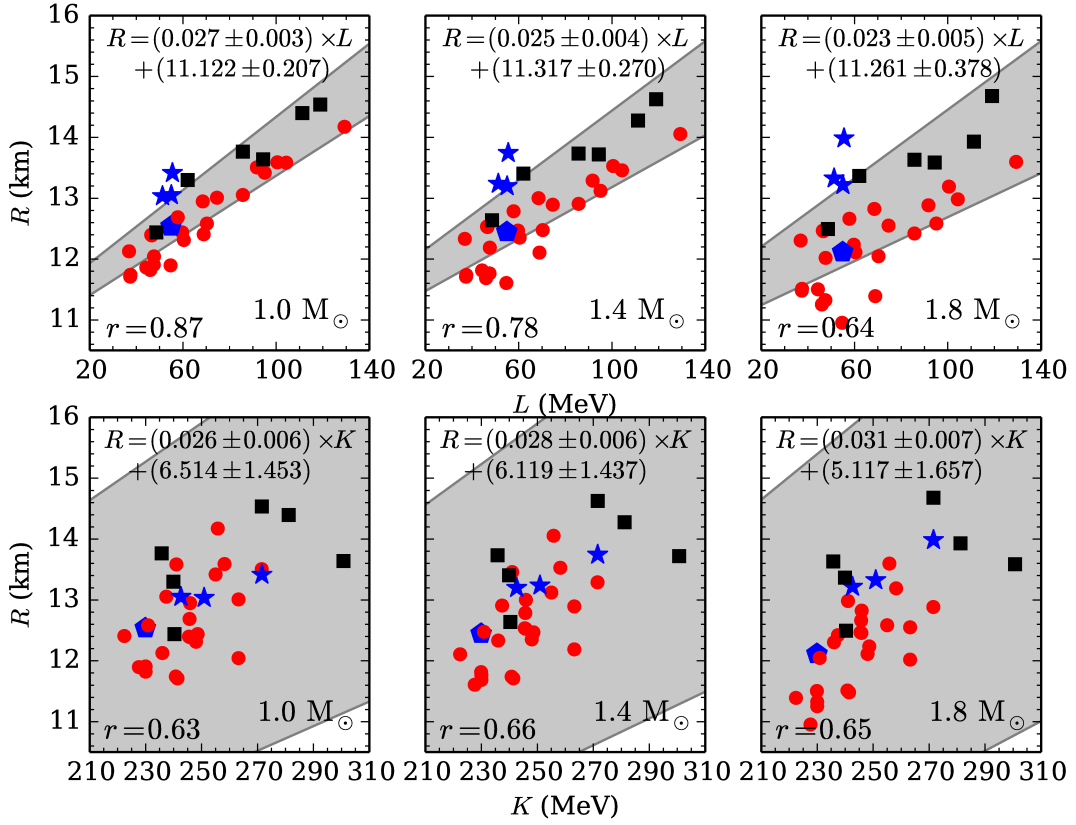 R=(0.027±0.003)×L
+(11.122±0.207)
r=0.87
1.0 M⊙
R=(0.025±0.004)×L
+(11.317±0.270)
r=0.78
1.4 M⊙
R=(0.023±0.005)×L
+(11.261±0.378)
r=0.64
1.8 M⊙
16
15
14
13
12
11
R (km)
20 60 100 140
20 60 100 140
20 60 100 140
L (MeV)
R=(0.026±0.006)×K
+(6.514±1.453)
r=0.63
1.0 M⊙
R=(0.028±0.006)×K
+(6.119±1.437)
r=0.66
1.4 M⊙
R=(0.031±0.007)×K
+(5.117±1.657)
r=0.65
1.8 M⊙
16
15
14
13
12
11
R (km)
210 230 250 270 290 310
210 230 250 270 290 310
210 230 250 270 290 310
K (MeV)